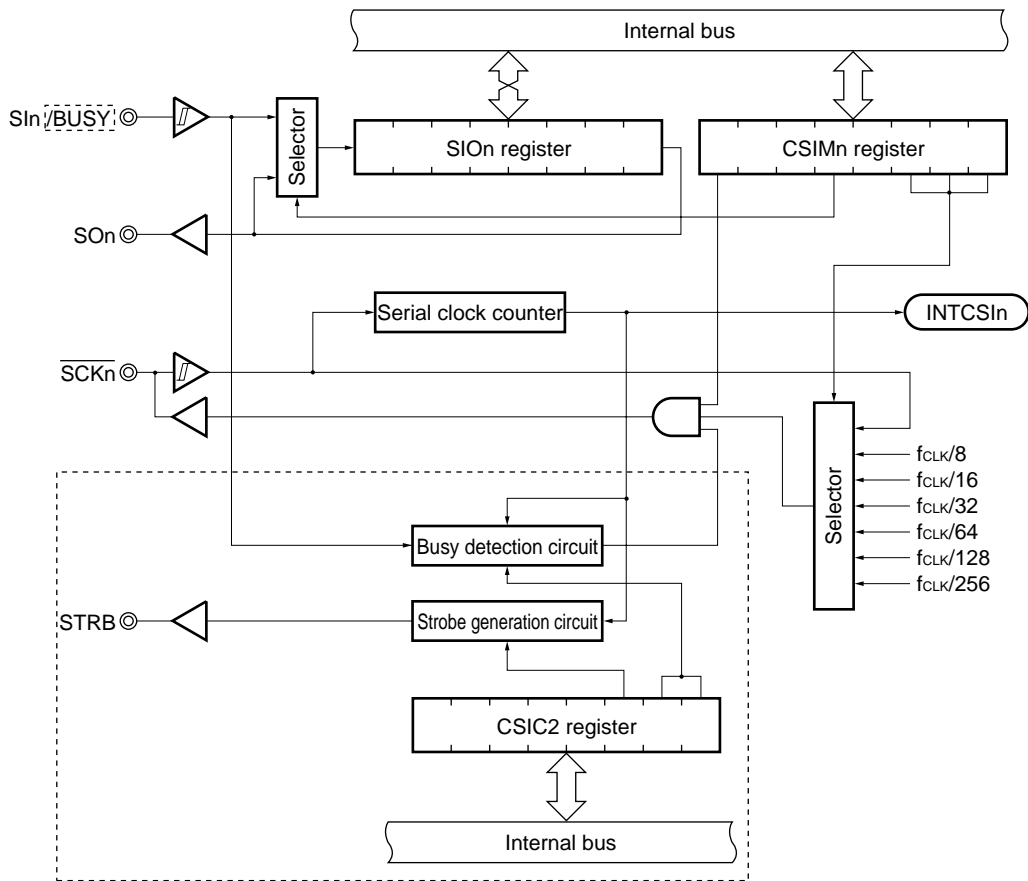 Internal bus
SIn/BUSY
Selector
SIOn register
CSIMn register
SOn
Serial clock counter
INTCSIn
SCKn
Selector
fCLK/8
fCLK/16
fCLK/32
fCLK/64
fCLK/128
fCLK/256
Busy detection circuit
STRB
Strobe generation circuit
CSIC2 register
Internal bus